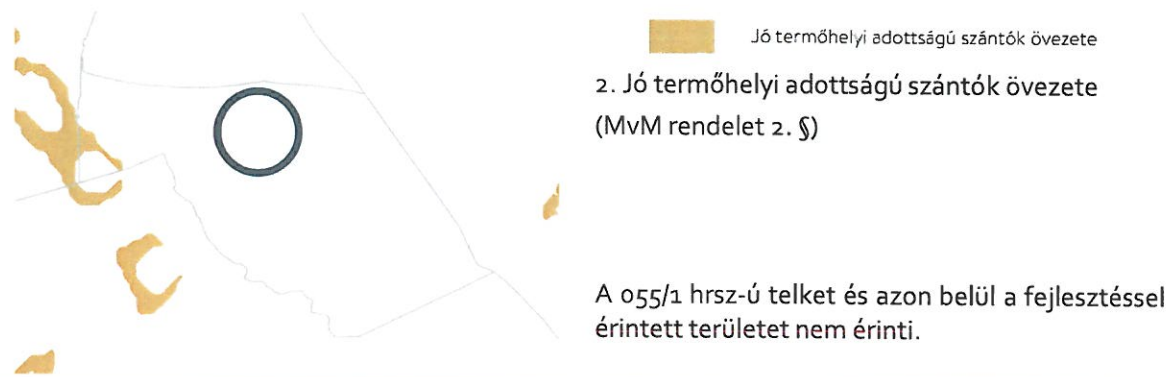 Jó termőhelyi adottságú szántók övezete
2. Jó termőhelyi adottságú szántók övezete
(MvM rendelet 2. §)
A 055/1 hrsz-ú telket és azon belül a fejlesztéssel
érintett területet nem érinti.